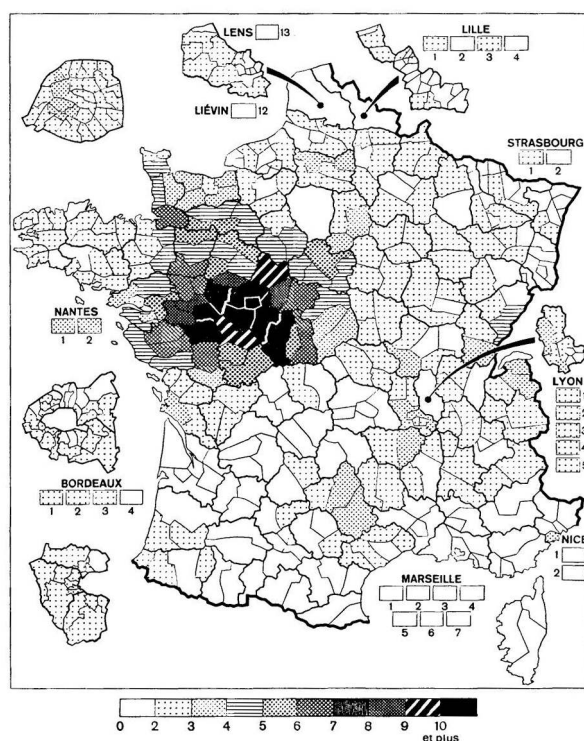 LENS 13
LILLE
1 2 3 4
LIÉVIN 12
STRASBOURG
1 2
NANTES
1 2
LYON
BORDEAUX
1 2 3 4
NICE
1
2
MARSEILLE
1 2 3 4
5 6 7
0 2 3 4 5 6 7 8 9 10
et plus